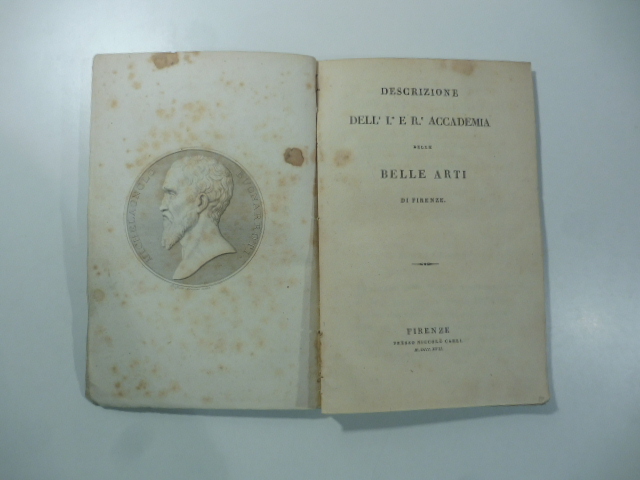 DESCRIZIONE
DELL' I.ᵉ E R.ᵉ ACCADEMIA
DELLE
BELLE ARTI
DI FIRENZE.
FIRENZE
PRESSO NICCOLÒ CARLI